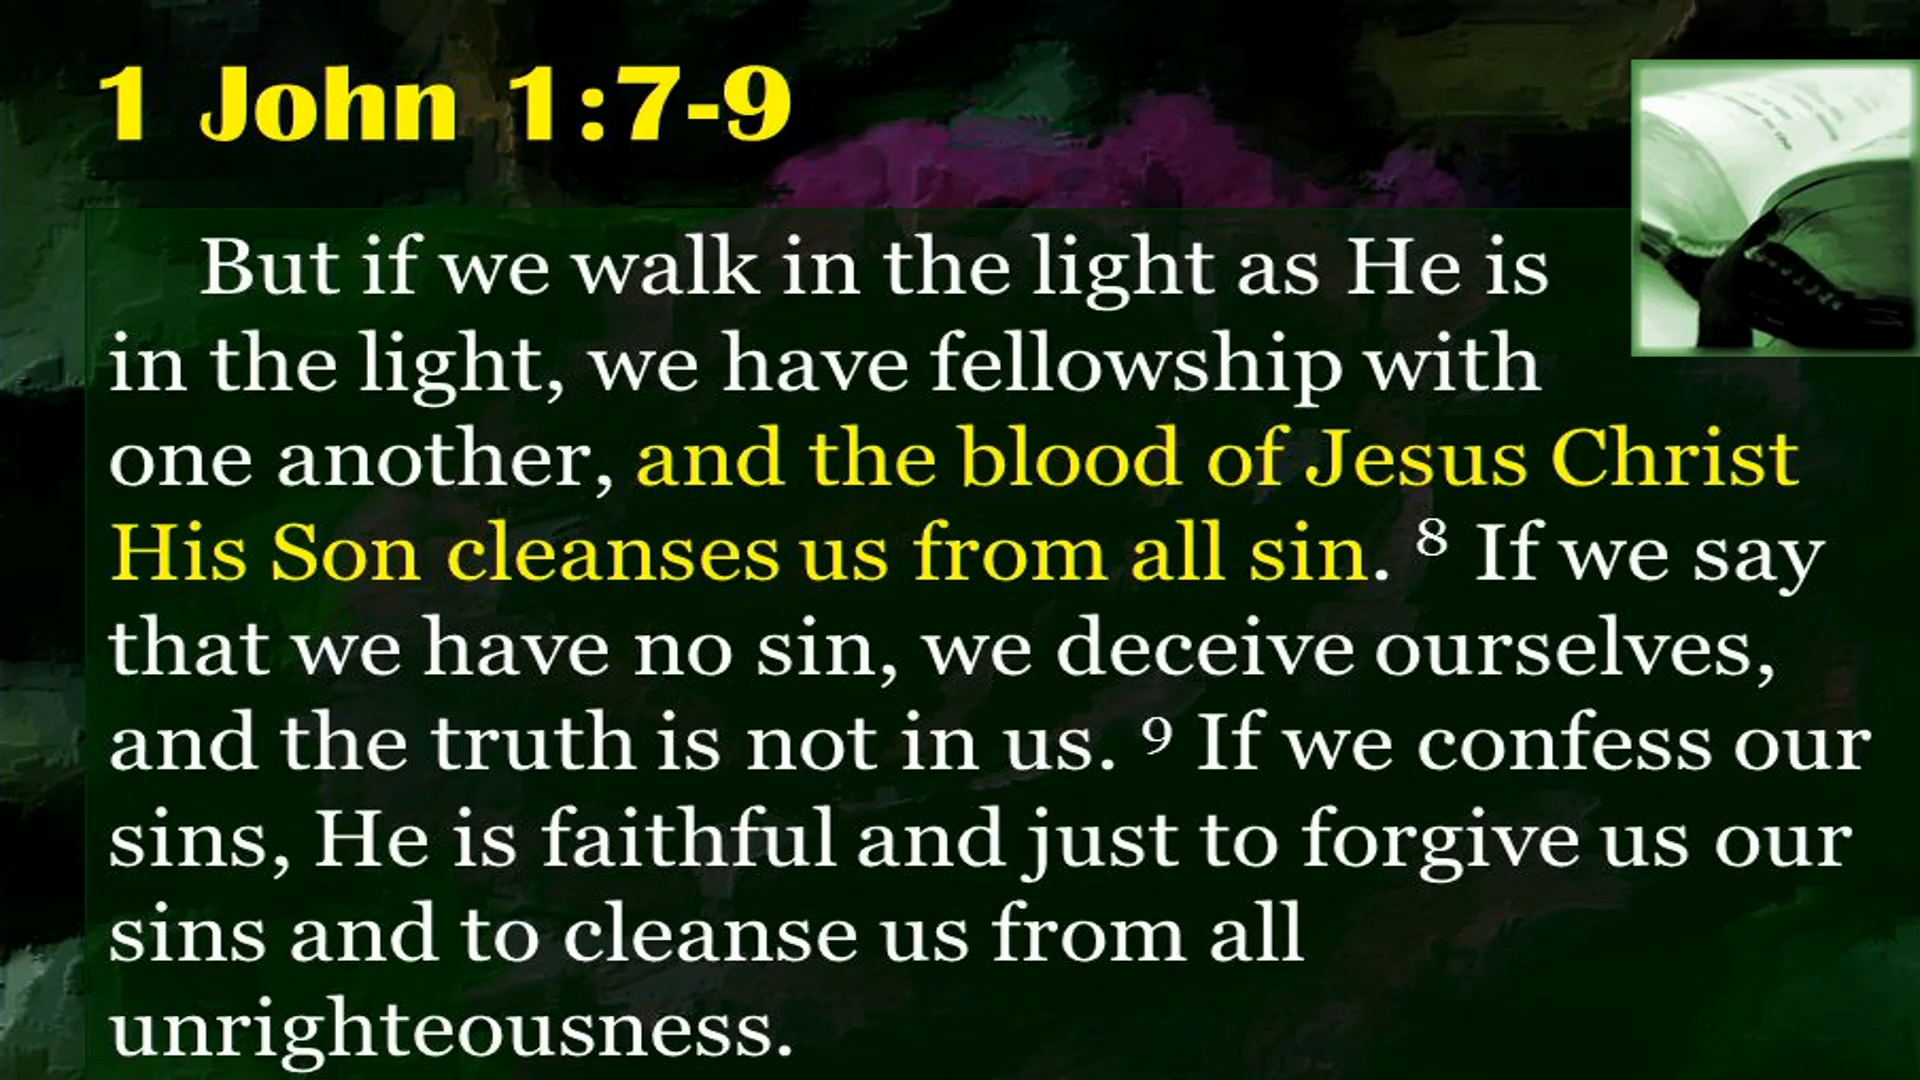 1 John 1:7-9
But if we walk in the light as He is
in the light, we have fellowship with
one another, and the blood of Jesus Christ
His Son cleanses us from all sin. 8 If we say
that we have no sin, we deceive ourselves,
and the truth is not in us. 9 If we confess our
sins, He is faithful and just to forgive us our
sins and to cleanse us from all
unrighteousness.